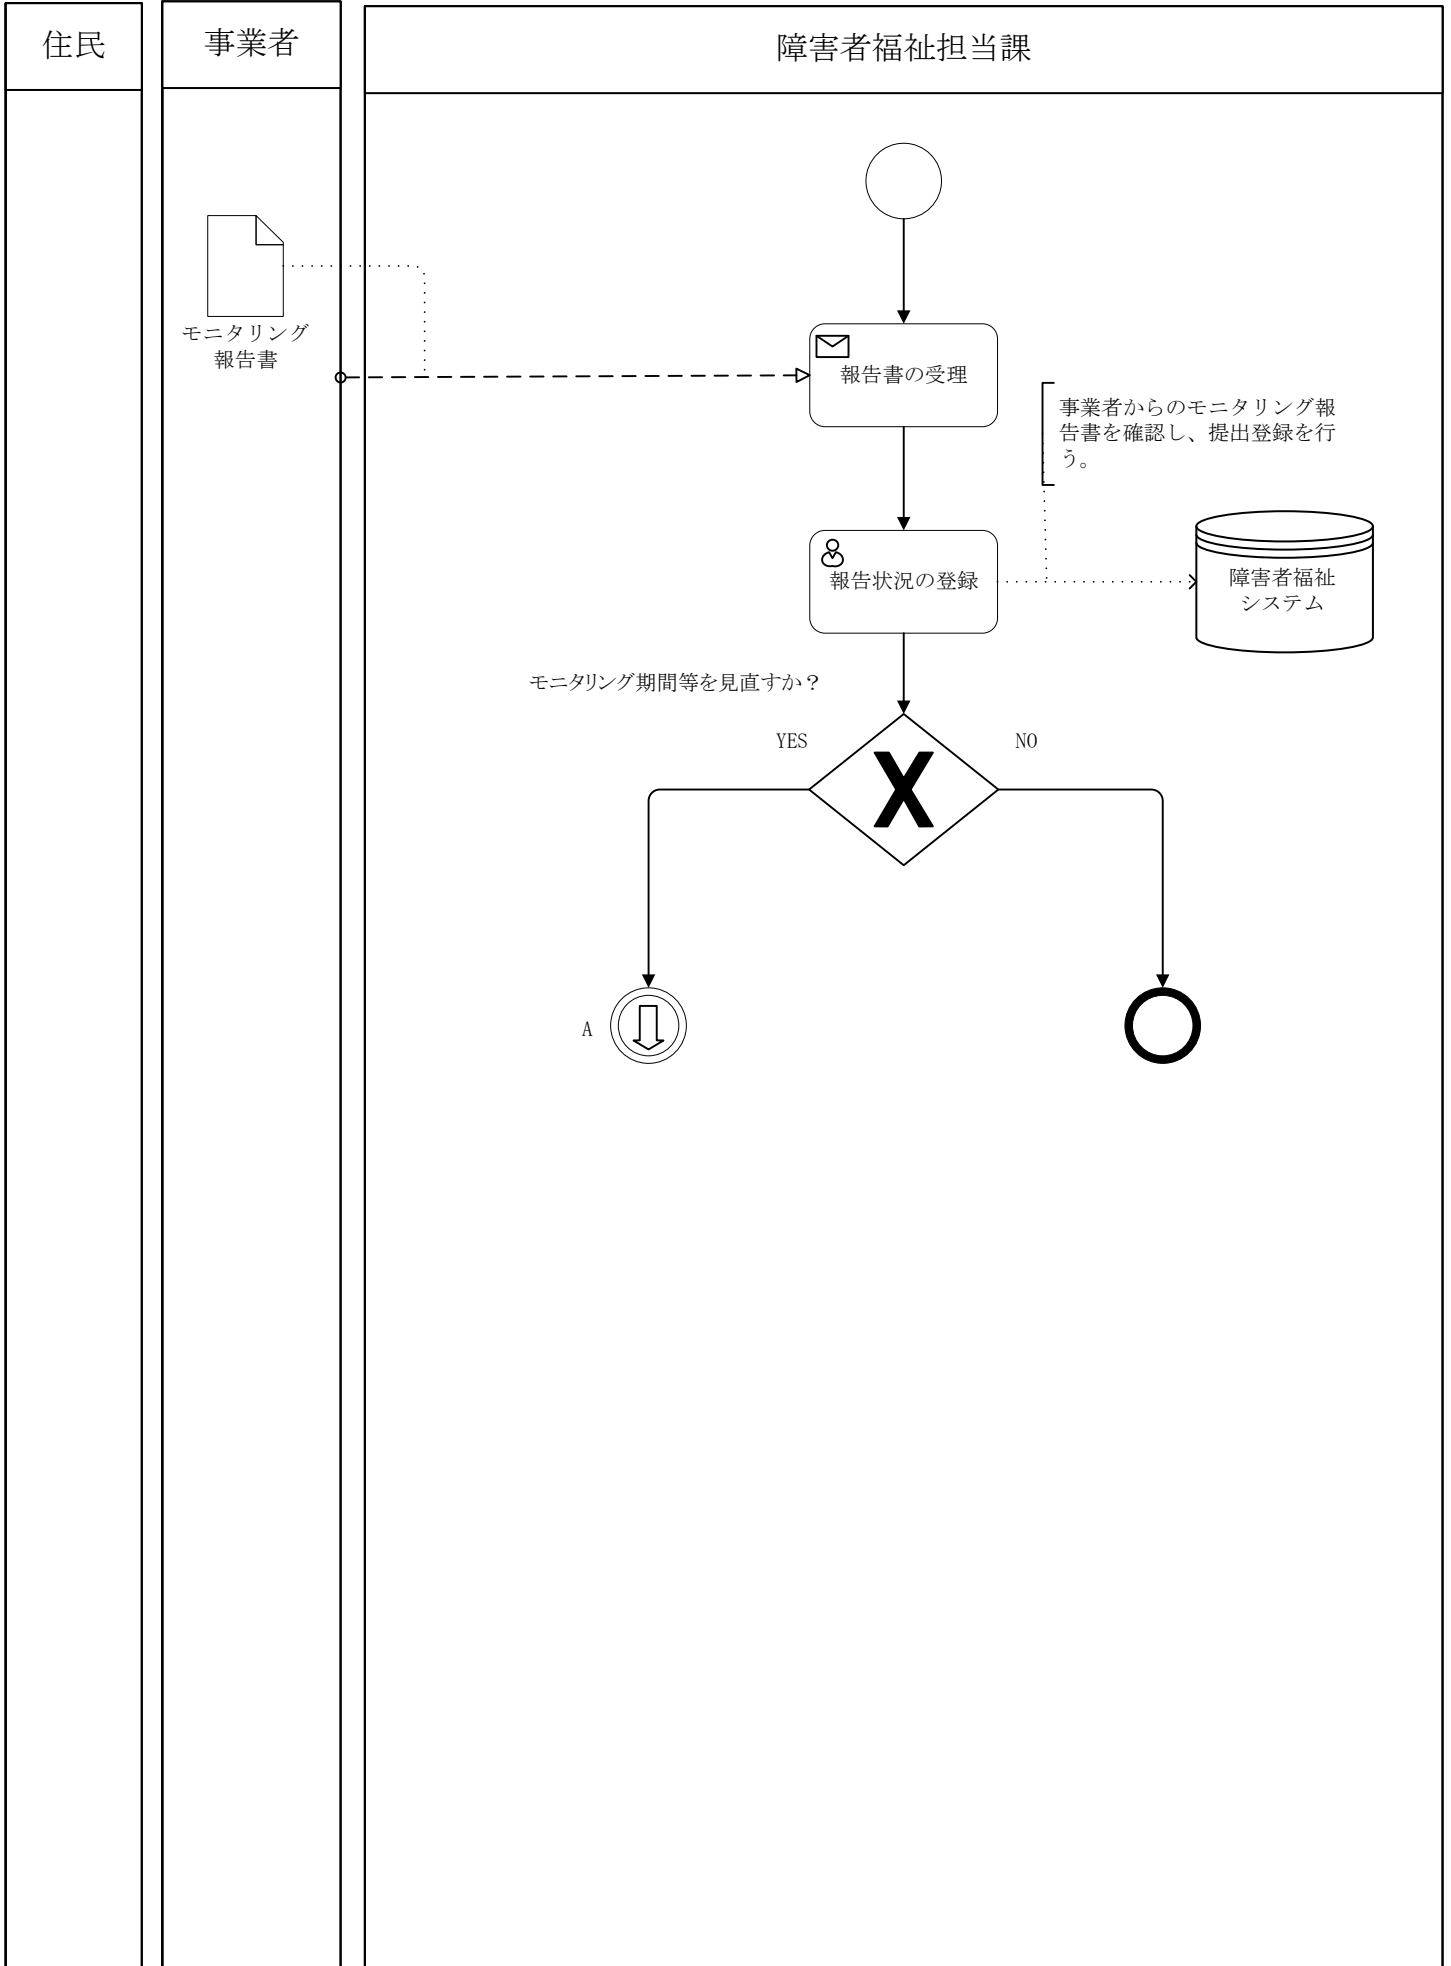 住民
事業者
障害者福祉担当課
モニタリング
報告書
報告書の受理
事業者からのモニタリング報
告書を確認し、提出登録を行
う。
報告状況の登録
障害者福祉
システム
モニタリング期間等を見直すか？
YES
NO
A